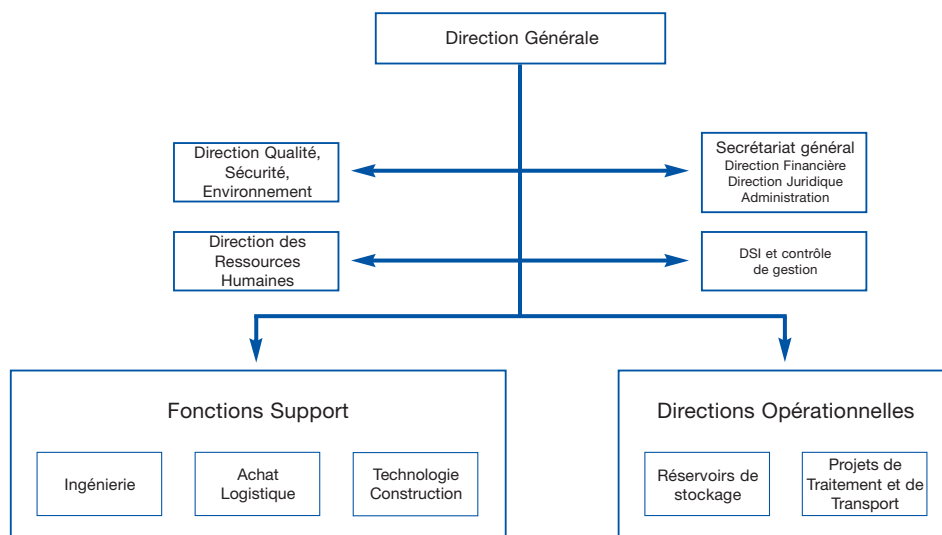 Direction Générale
Direction Qualité,
Sécurité,
Environnement
Secrétariat général
Direction Financière
Direction Juridique
Administration
Direction des
Ressources
Humaines
DSI et contrôle
de gestion
Fonctions Support
Ingénierie
Achat
Logistique
Technologie
Construction
Directions Opérationnelles
Réservoirs de
stockage
Projets de
Traitement et de
Transport